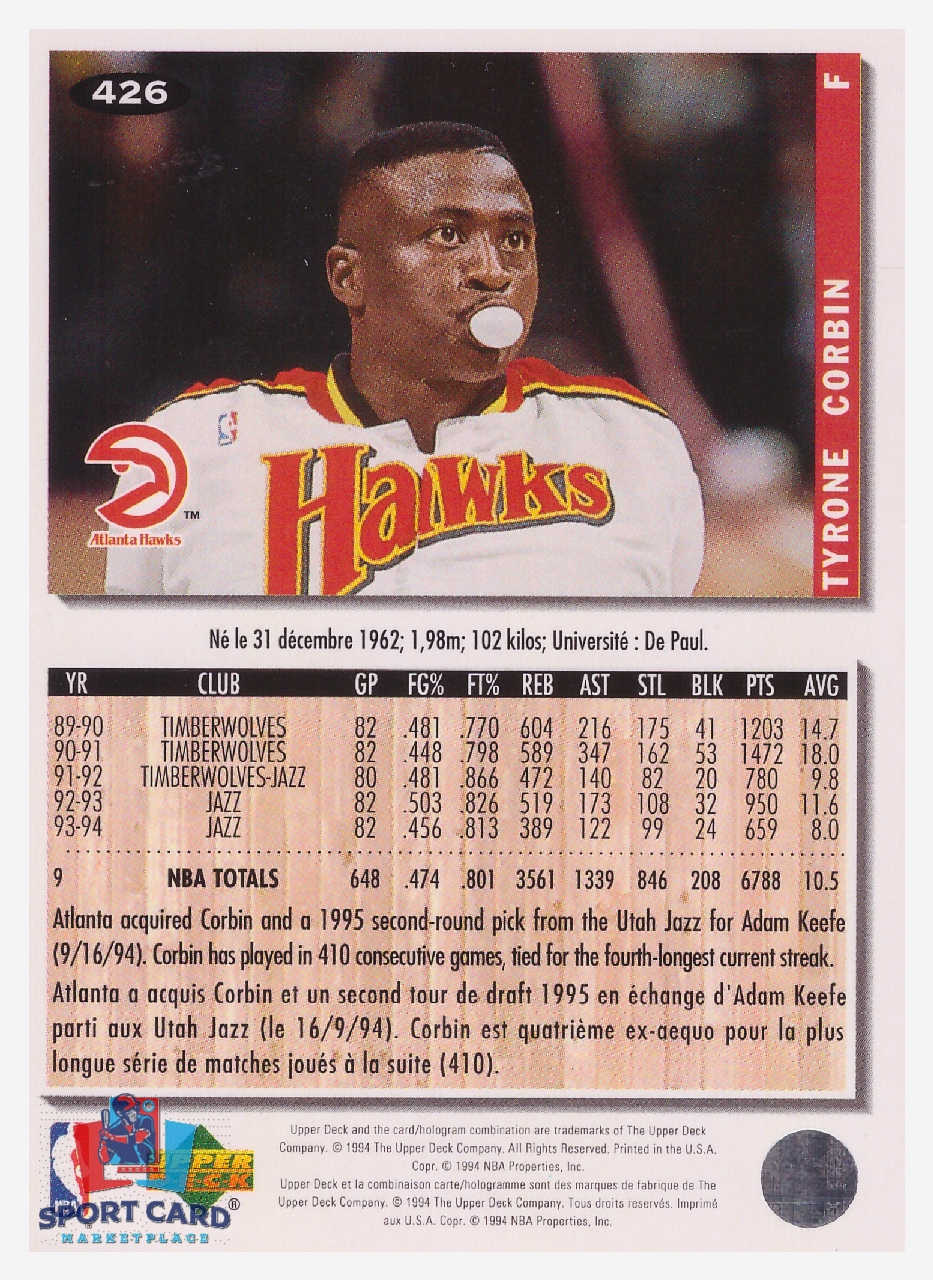 426
F
TYRONE CORBIN
Hawks
Atlanta Hawks
TM
Né le 31 décembre 1962; 1,98m; 102 kilos; Université : De Paul.
YR CLUB GP FG% FT% REB AST STL BLK PTS AVG
89-90 TIMBERWOLVES 82 .481 .770 604 216 175 41 1203 14.7
90-91 TIMBERWOLVES 82 .448 .798 589 347 162 53 1472 18.0
91-92 TIMBERWOLVES-JAZZ 80 .481 .866 472 140 82 20 780 9.8
92-93 JAZZ 82 .503 .826 519 173 108 32 950 11.6
93-94 JAZZ 82 .456 .813 389 122 99 24 659 8.0
9 NBA TOTALS 648 .474 .801 3561 1339 846 208 6788 10.5
Atlanta acquired Corbin and a 1995 second-round pick from the Utah Jazz for Adam Keefe
(9/16/94). Corbin has played in 410 consecutive games, tied for the fourth-longest current streak.
Atlanta a acquis Corbin et un second tour de draft 1995 en échange d'Adam Keefe
parti aux Utah Jazz (le 16/9/94). Corbin est quatrième ex-aequo pour la plus
longue série de matches joués à la suite (410).
Upper Deck and the card/hologram combination are trademarks of The Upper Deck
Company. © 1994 The Upper Deck Company. All Rights Reserved. Printed in the U.S.A.
Copr. © 1994 NBA Properties, Inc.
Upper Deck et la combinaison carte/hologramme sont des marques de fabrique de The
Upper Deck Company. © 1994 The Upper Deck Company. Tous droits reservés. Imprimé
aux U.S.A. Copr. © 1994 NBA Properties, Inc.
UPPER
DECK
®
SPORT CARD
MARKETPLACE